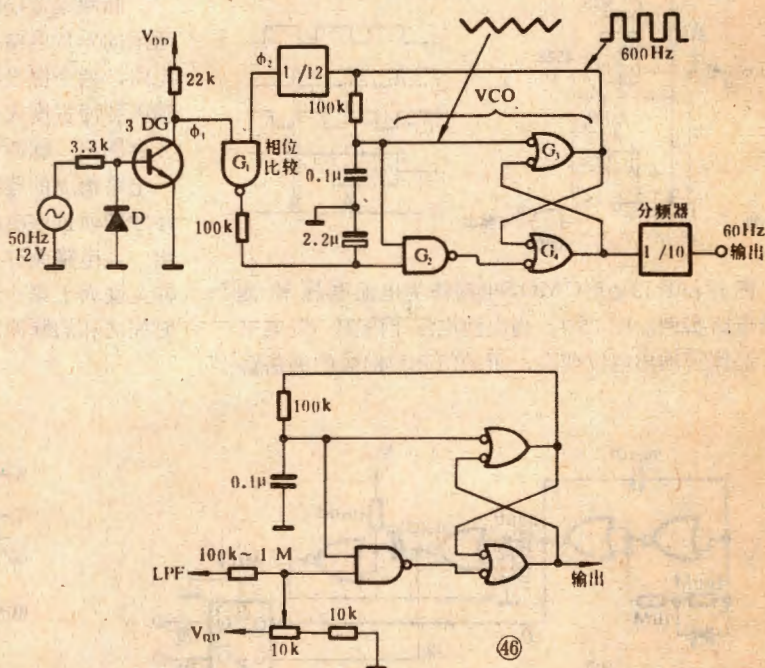 V_DD
22k
3 DG
ϕ₁
3.3k
50Hz
12V
D
ϕ₂
1/12
G₁
相位
比较
100k
100k
0.1μ
2.2μ
VCO
600Hz
G₂
G₃
G₄
分频器
1/10
60Hz
输出
100k
0.1μ
100k~1 M
LPF
V_DD
10k
10k
输出
㊻